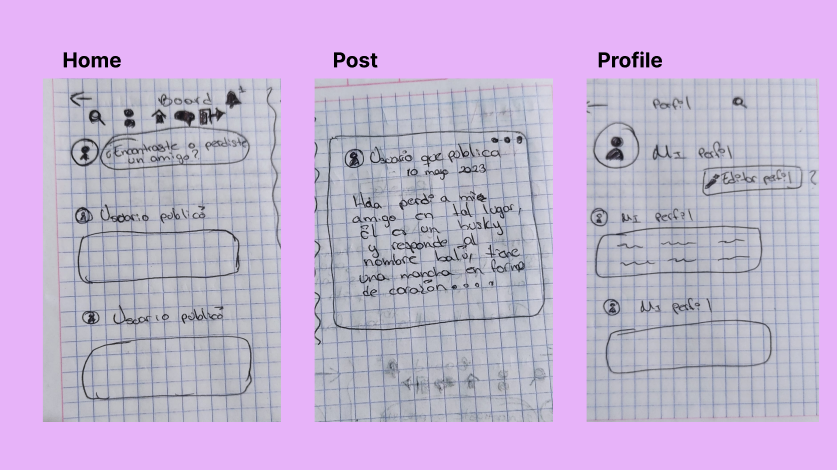 Home
Board
1
¿Encontraste o perdiste
un amigo?
Usuario publicó
Usuario publicó
Post
Usuario que publica
10 mayo 2023
Hola perdí a mi
amigo en tal lugar,
Él es un husky
y responde al
nombre balú, tiene
una mancha en forma
de corazón....
Profile
Perfil
Mi perfil
Editar perfil
?
Mi perfil
Mi perfil